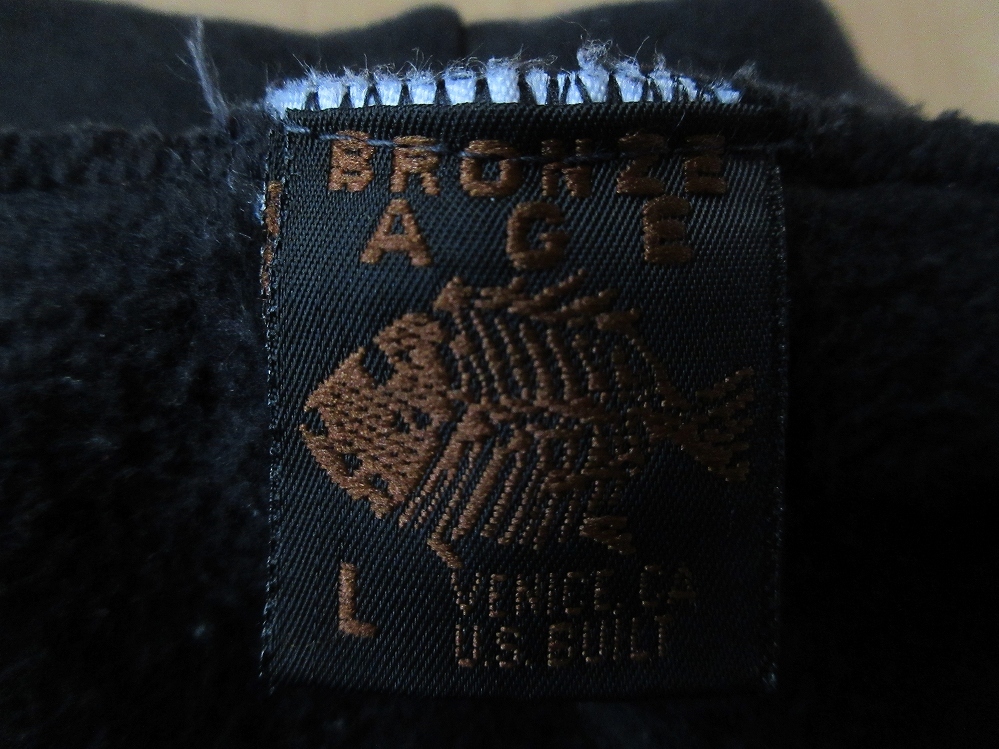 BRONZE
AGE
L
VENICE, CA
U.S. BUILT